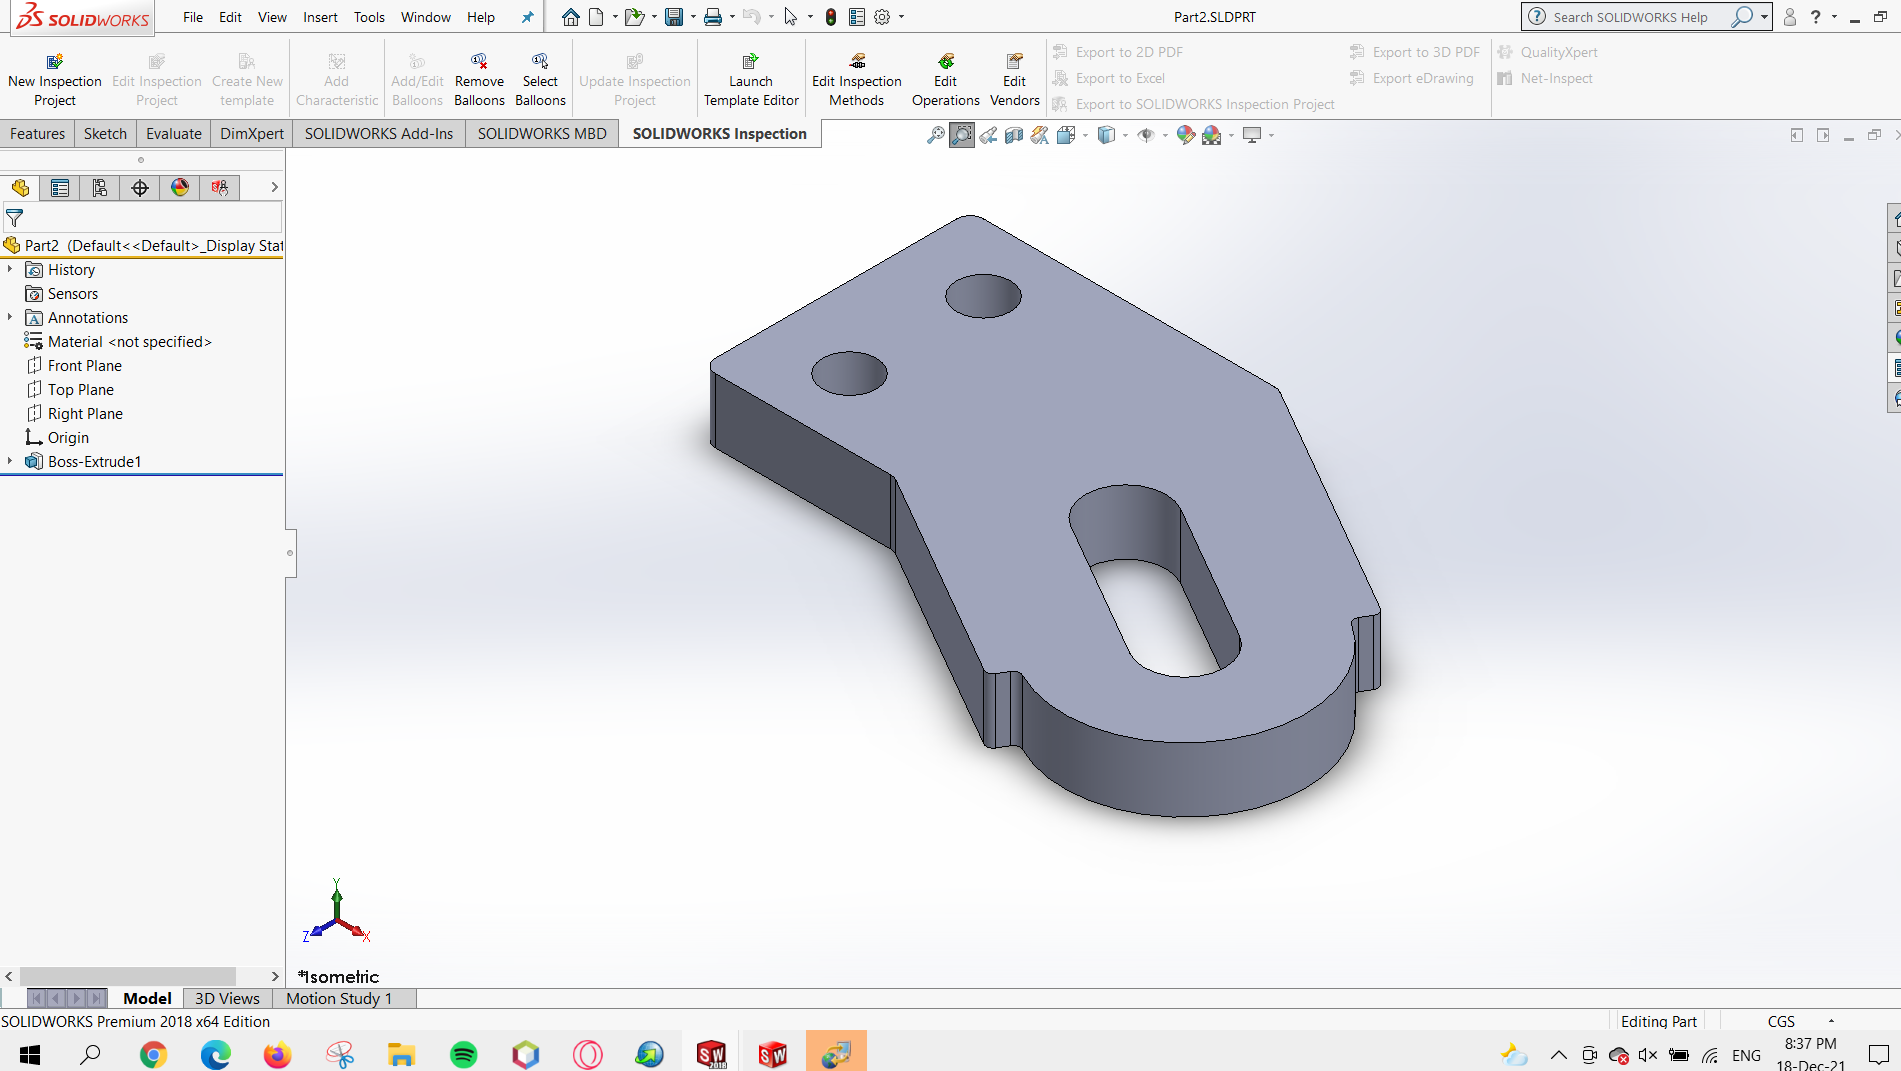 SOLIDWORKS File Edit View Insert Tools Window Help Part2.SLDPRT Search SOLIDWORKS Help ?
New Inspection Project
Edit Inspection Project
Create New template
Add Characteristic
Add/Edit Balloons
Remove Balloons
Select Balloons
Update Inspection Project
Launch Template Editor
Edit Inspection Methods
Edit Operations
Edit Vendors
Export to 2D PDF
Export to Excel
Export to SOLIDWORKS Inspection Project
Export to 3D PDF
Export eDrawing
QualityXpert
Net-Inspect
Features Sketch Evaluate DimXpert SOLIDWORKS Add-Ins SOLIDWORKS MBD SOLIDWORKS Inspection
Part2 (Default<<Default>_Display Stat
History
Sensors
Annotations
Material <not specified>
Front Plane
Top Plane
Right Plane
Origin
Boss-Extrude1
Y
Z
X
*Isometric
Model 3D Views Motion Study 1
SOLIDWORKS Premium 2018 x64 Edition Editing Part CGS
SW 2018 SW ENG 8:37 PM
18-Dec-21